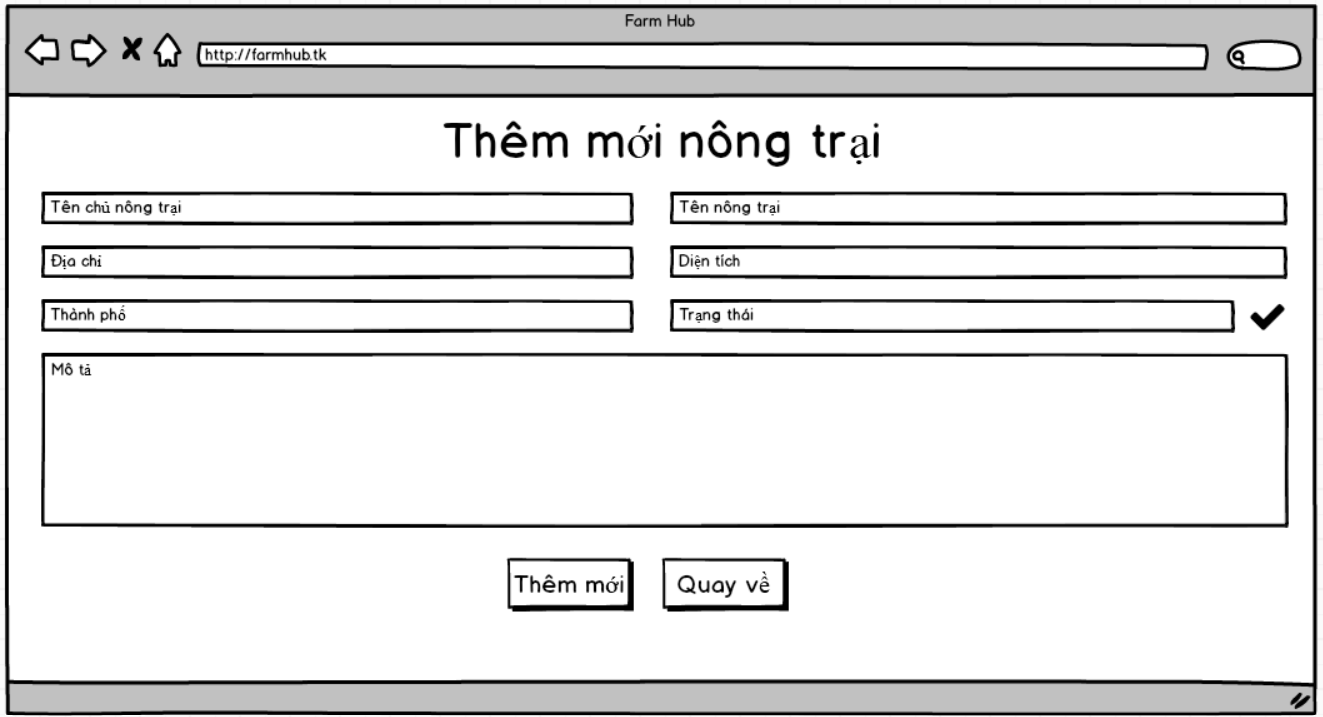 Farm Hub
http://farmhub.tk
Thêm mới nông trại
Tên chủ nông trại
Tên nông trại
Địa chỉ
Diện tích
Thành phố
Trạng thái
Mô tả
Thêm mới
Quay về